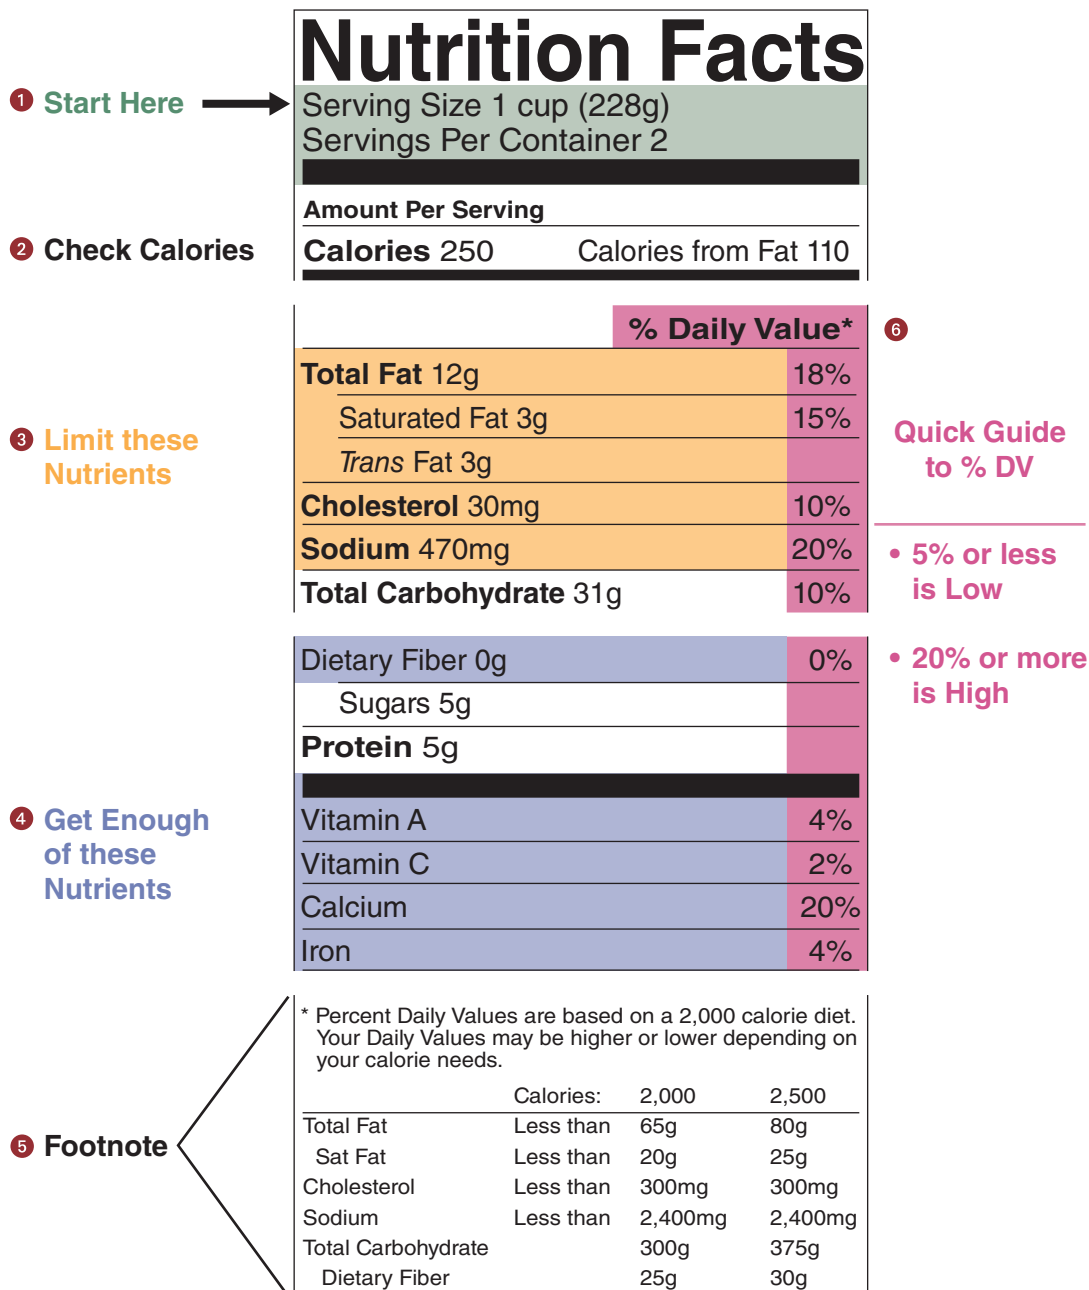 Nutrition Facts
1 Start Here
Serving Size 1 cup (228g)
Servings Per Container 2
Amount Per Serving
2 Check Calories
Calories 250 Calories from Fat 110
% Daily Value*
6
Total Fat 12g 18%
Saturated Fat 3g 15%
Trans Fat 3g
Cholesterol 30mg 10%
Sodium 470mg 20%
Total Carbohydrate 31g 10%
3 Limit these
Nutrients
Quick Guide
to % DV
• 5% or less
is Low
• 20% or more
is High
Dietary Fiber 0g 0%
Sugars 5g
Protein 5g
Vitamin A 4%
Vitamin C 2%
Calcium 20%
Iron 4%
4 Get Enough
of these
Nutrients
5 Footnote
* Percent Daily Values are based on a 2,000 calorie diet.
Your Daily Values may be higher or lower depending on
your calorie needs.
Calories: 2,000 2,500
Total Fat Less than 65g 80g
Sat Fat Less than 20g 25g
Cholesterol Less than 300mg 300mg
Sodium Less than 2,400mg 2,400mg
Total Carbohydrate 300g 375g
Dietary Fiber 25g 30g